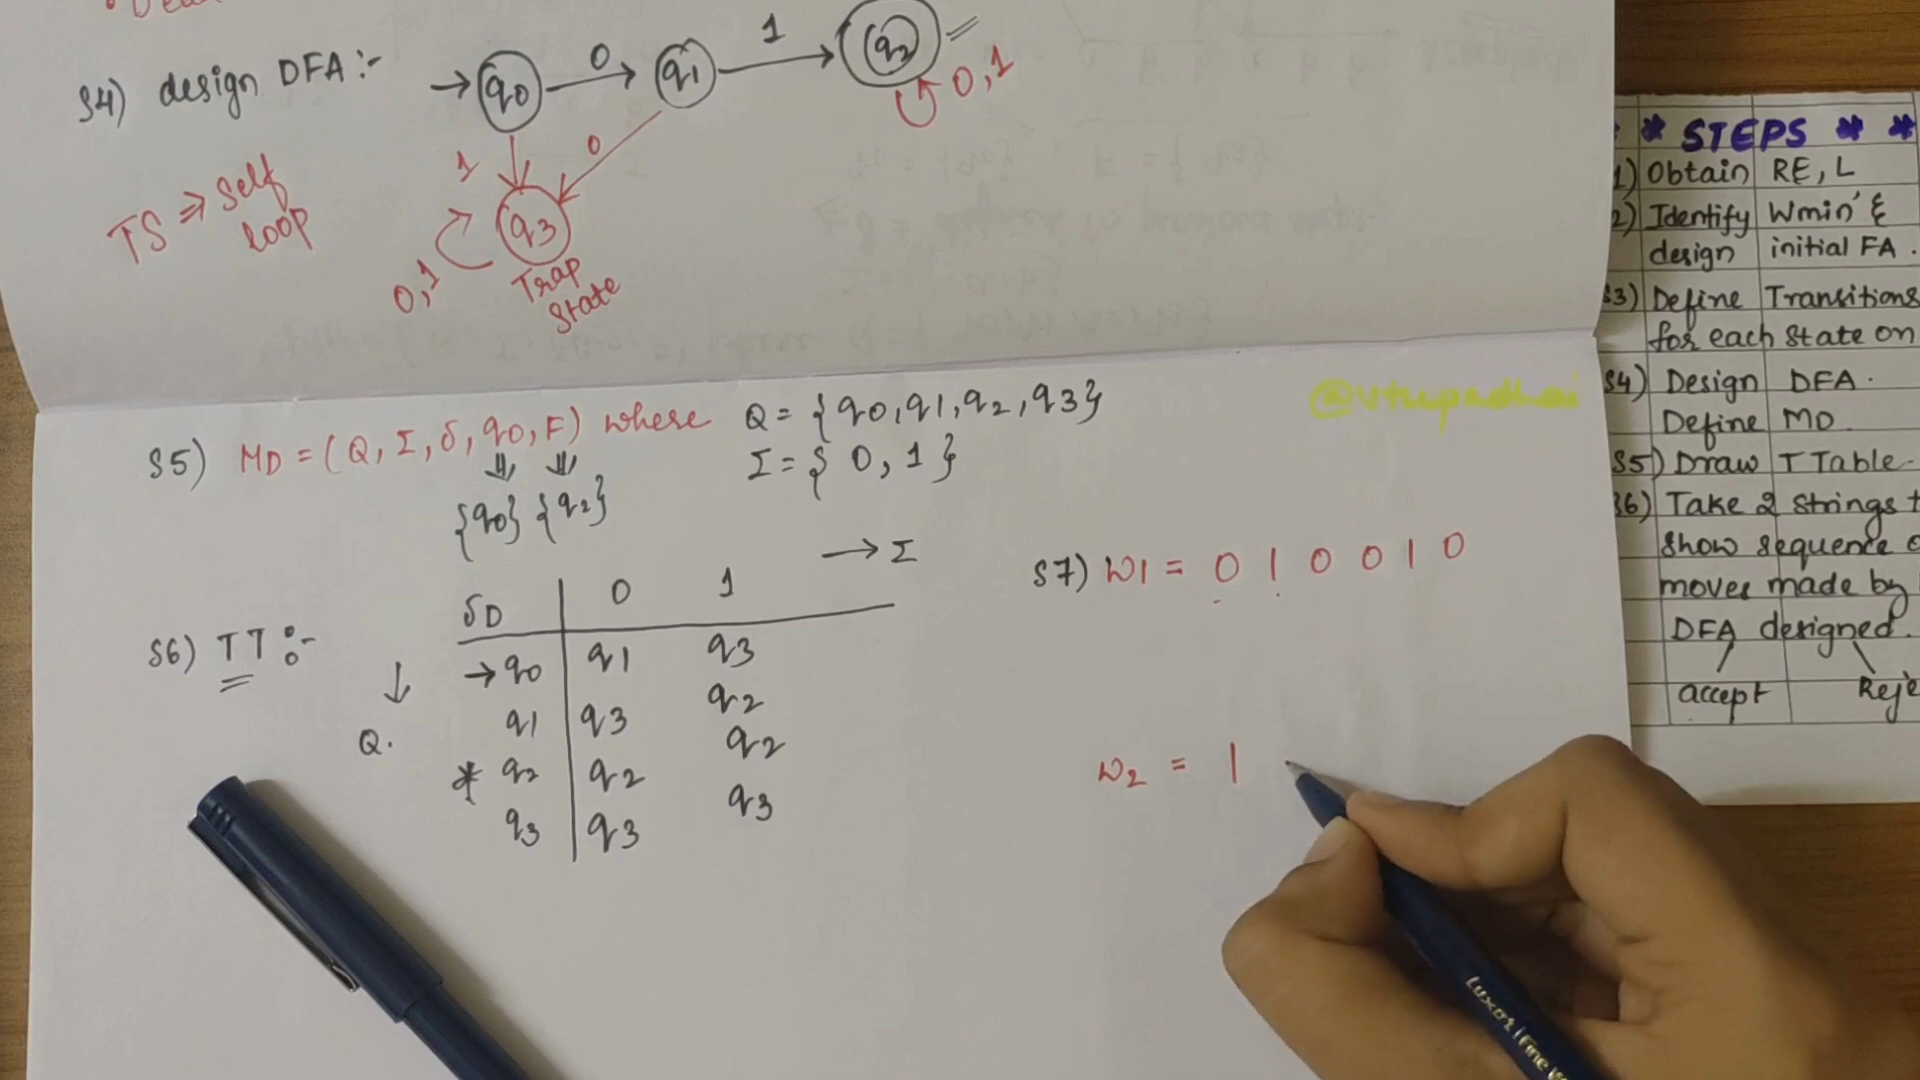 S4) design DFA :-
→ q0 0 → q1 1 → q2
0,1
1 0
TS ⇒ Self
loop
q3
0,1
Trap
State
S5) MD = (Q, Σ, δ, q0, F) where Q = {q0, q1, q2, q3}
Σ = { 0, 1 }
{q0} {q2}
@vtupadhai
S6) TT :-
→ Σ
δD 0 1
↓
Q.
→ q0 q1 q3
q1 q3 q2
* q2 q2 q2
q3 q3 q3
S7) W1 = 0 1 0 0 1 0
W2 = 1
* STEPS * *
1) Obtain RE, L
2) Identify Wmin' &
design initial FA.
S3) Define Transitions
for each State on
S4) Design DFA.
Define MD.
S5) Draw T Table.
S6) Take 2 Strings
show sequence
moves made by
DFA designed.
accept
Luxor | Fine